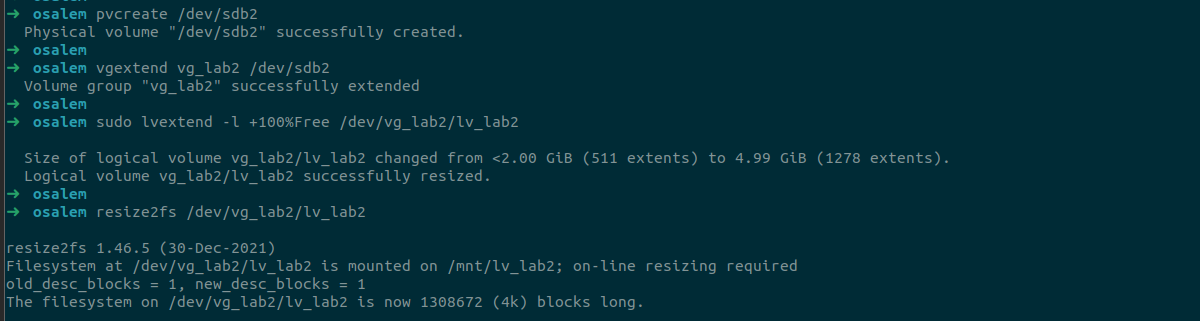 ➜ osalem pvcreate /dev/sdb2
Physical volume "/dev/sdb2" successfully created.
➜ osalem
➜ osalem vgextend vg_lab2 /dev/sdb2
Volume group "vg_lab2" successfully extended
➜ osalem
➜ osalem sudo lvextend -l +100%Free /dev/vg_lab2/lv_lab2
Size of logical volume vg_lab2/lv_lab2 changed from <2.00 GiB (511 extents) to 4.99 GiB (1278 extents).
Logical volume vg_lab2/lv_lab2 successfully resized.
➜ osalem
➜ osalem resize2fs /dev/vg_lab2/lv_lab2
resize2fs 1.46.5 (30-Dec-2021)
Filesystem at /dev/vg_lab2/lv_lab2 is mounted on /mnt/lv_lab2; on-line resizing required
old_desc_blocks = 1, new_desc_blocks = 1
The filesystem on /dev/vg_lab2/lv_lab2 is now 1308672 (4k) blocks long.